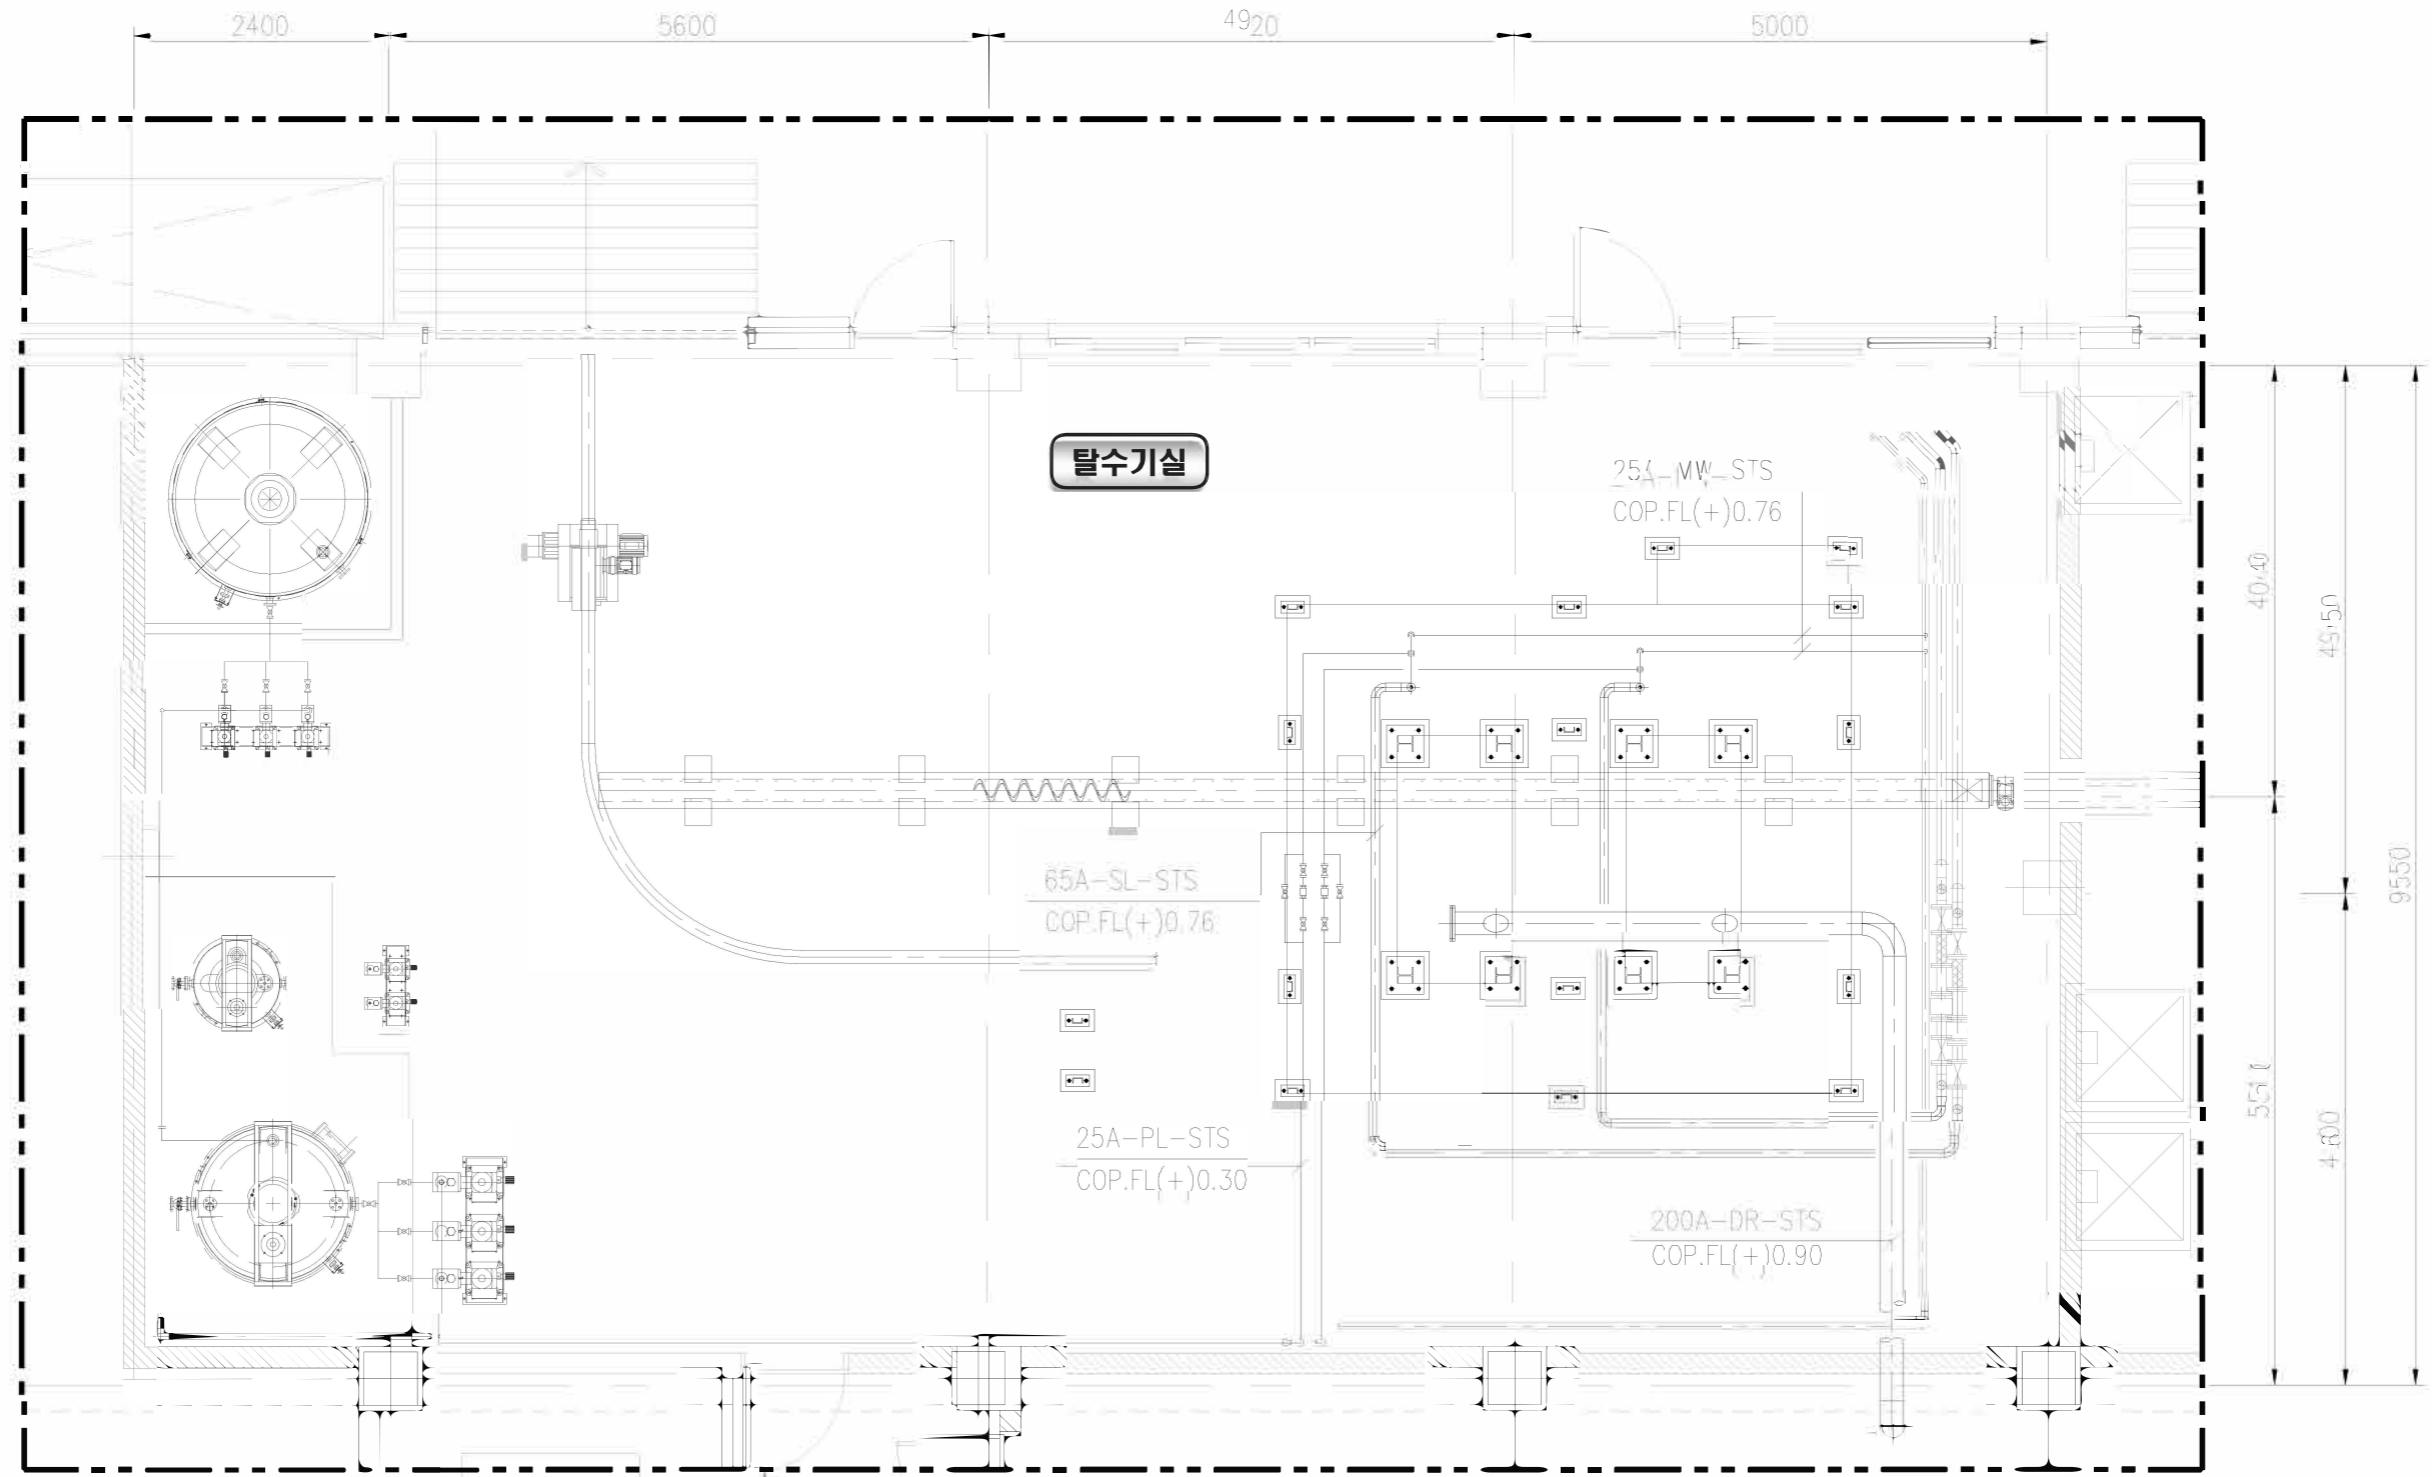 2400
5600
4920
5000
탈수기실
25A-MW-STS
COP.FL(+)0.76
4040
4950
9550
65A-SL-STS
COP.FL(+)0.76
25A-PL-STS
COP.FL(+)0.30
200A-DR-STS
COP.FL(+)0.90